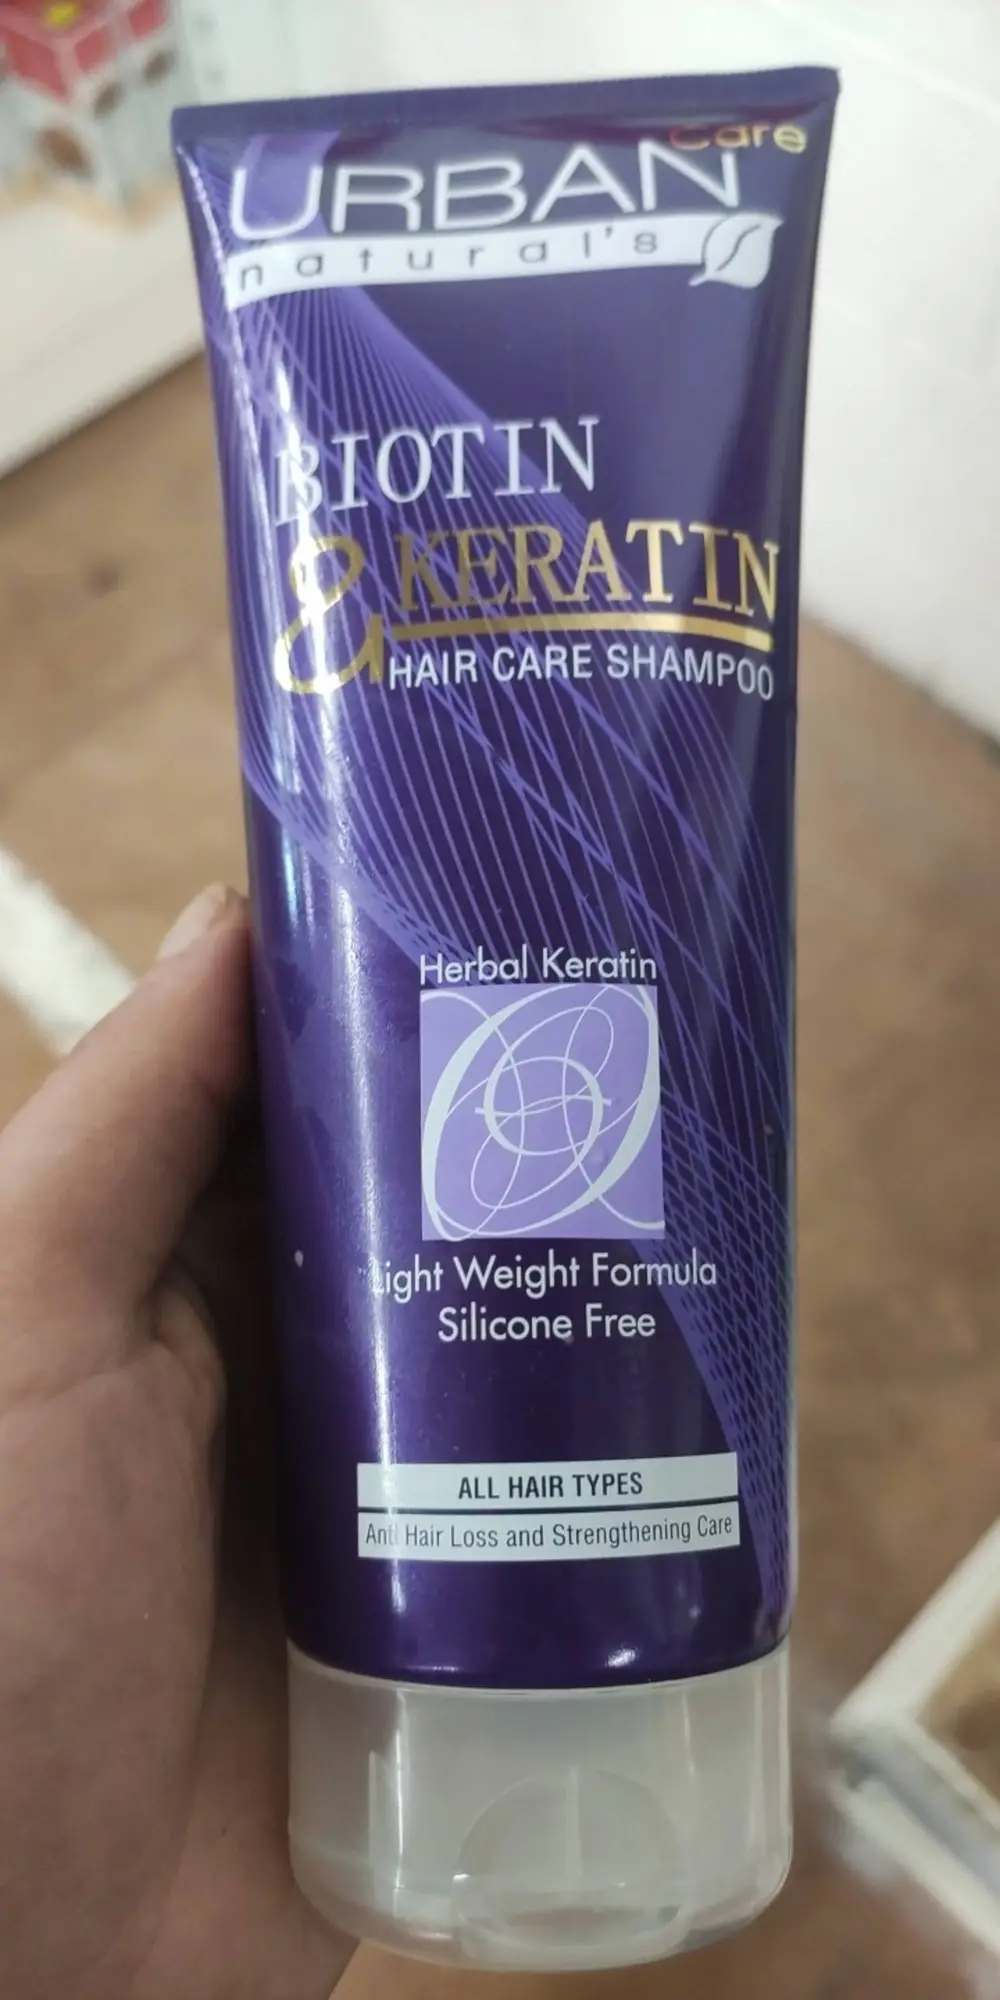 Care
URBAN
natural's
BIOTIN
& KERATIN
HAIR CARE SHAMPOO
Herbal Keratin
Light Weight Formula
Silicone Free
ALL HAIR TYPES
Anti Hair Loss and Strengthening Care